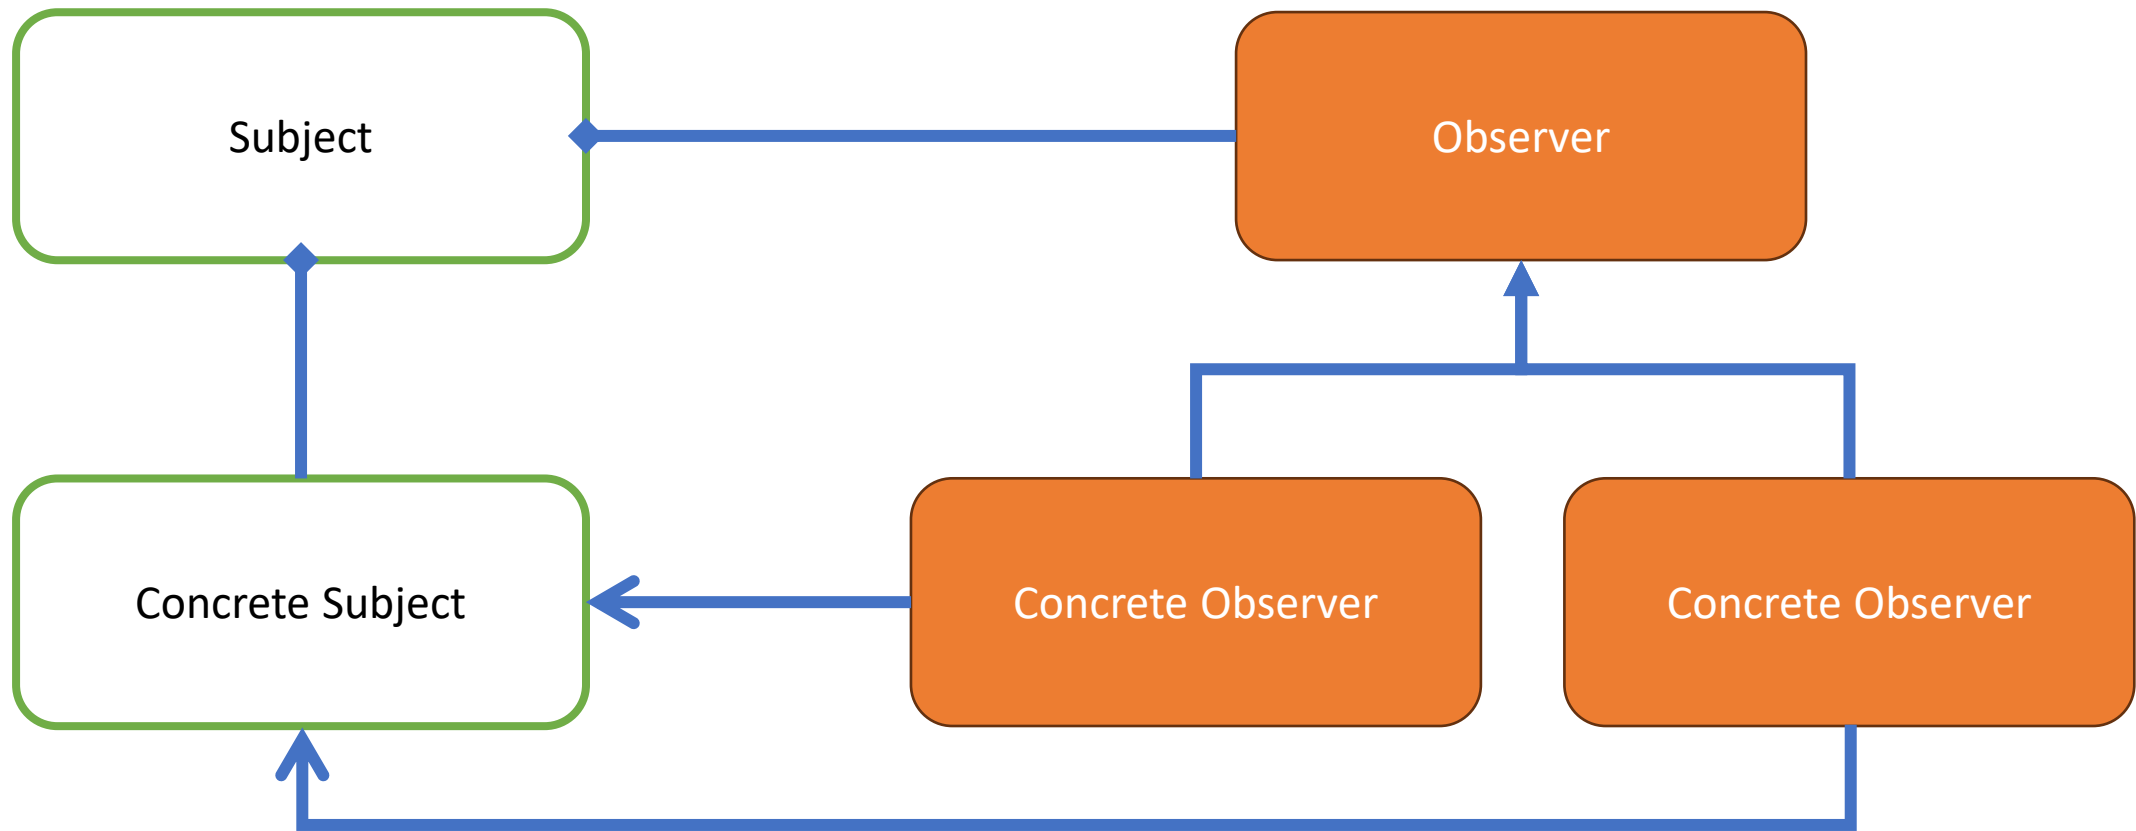 Subject
Observer
Concrete Subject
Concrete Observer
Concrete Observer